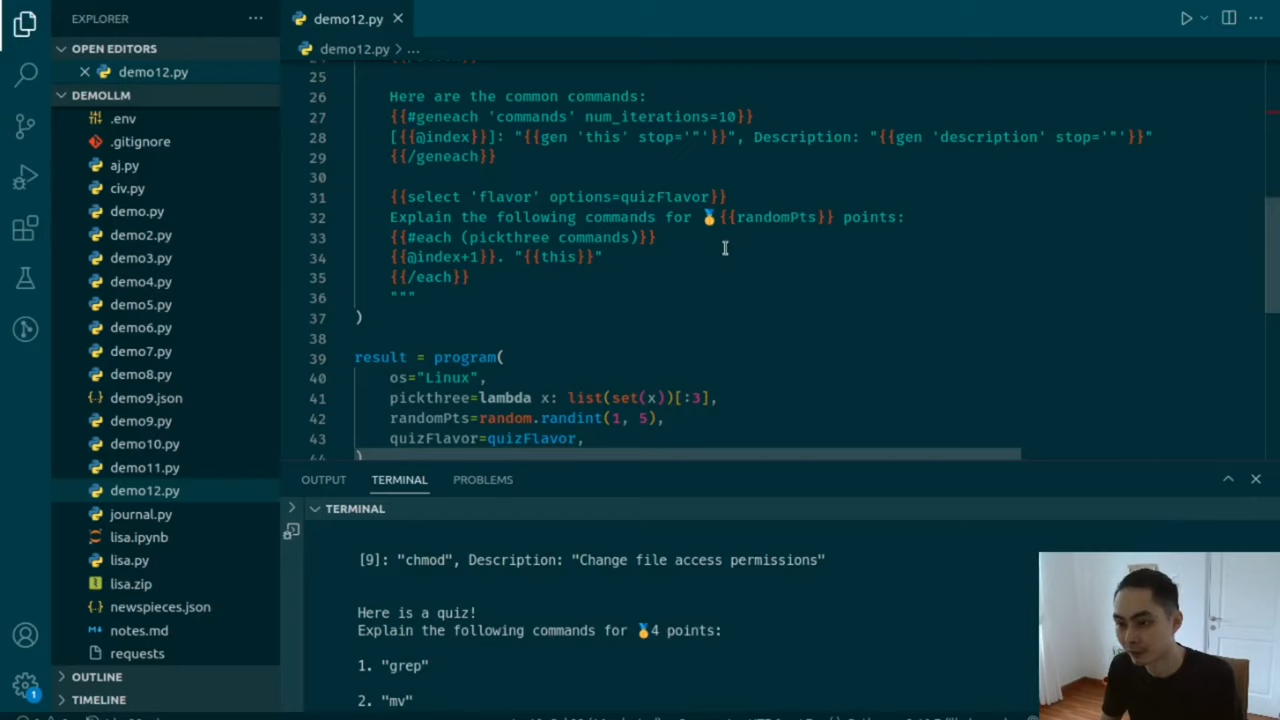 EXPLORER
OPEN EDITORS
demo12.py
DEMOLLM
.env
.gitignore
aj.py
civ.py
demo.py
demo2.py
demo3.py
demo4.py
demo5.py
demo6.py
demo7.py
demo8.py
demo9.json
demo9.py
demo10.py
demo11.py
demo12.py
journal.py
lisa.ipynb
lisa.py
lisa.zip
newspieces.json
notes.md
requests
OUTLINE
TIMELINE
1
demo12.py
demo12.py > ...
25
26 Here are the common commands:
27 {{#geneach 'commands' num_iterations=10}}
28 [{{@index}}]: "{{gen 'this' stop='"'}}", Description: "{{gen 'description' stop='"'}}"
29 {{/geneach}}
30
31 {{select 'flavor' options=quizFlavor}}
32 Explain the following commands for 🏅{{randomPts}} points:
33 {{#each (pickthree commands)}}
34 {{@index+1}}. "{{this}}"
35 {{/each}}
36 """
37 )
38
39 result = program(
40 os="Linux",
41 pickthree=lambda x: list(set(x))[:3],
42 randomPts=random.randint(1, 5),
43 quizFlavor=quizFlavor,
44 )
OUTPUT TERMINAL PROBLEMS
TERMINAL
[9]: "chmod", Description: "Change file access permissions"
Here is a quiz!
Explain the following commands for 🏅4 points:
1. "grep"
2. "mv"